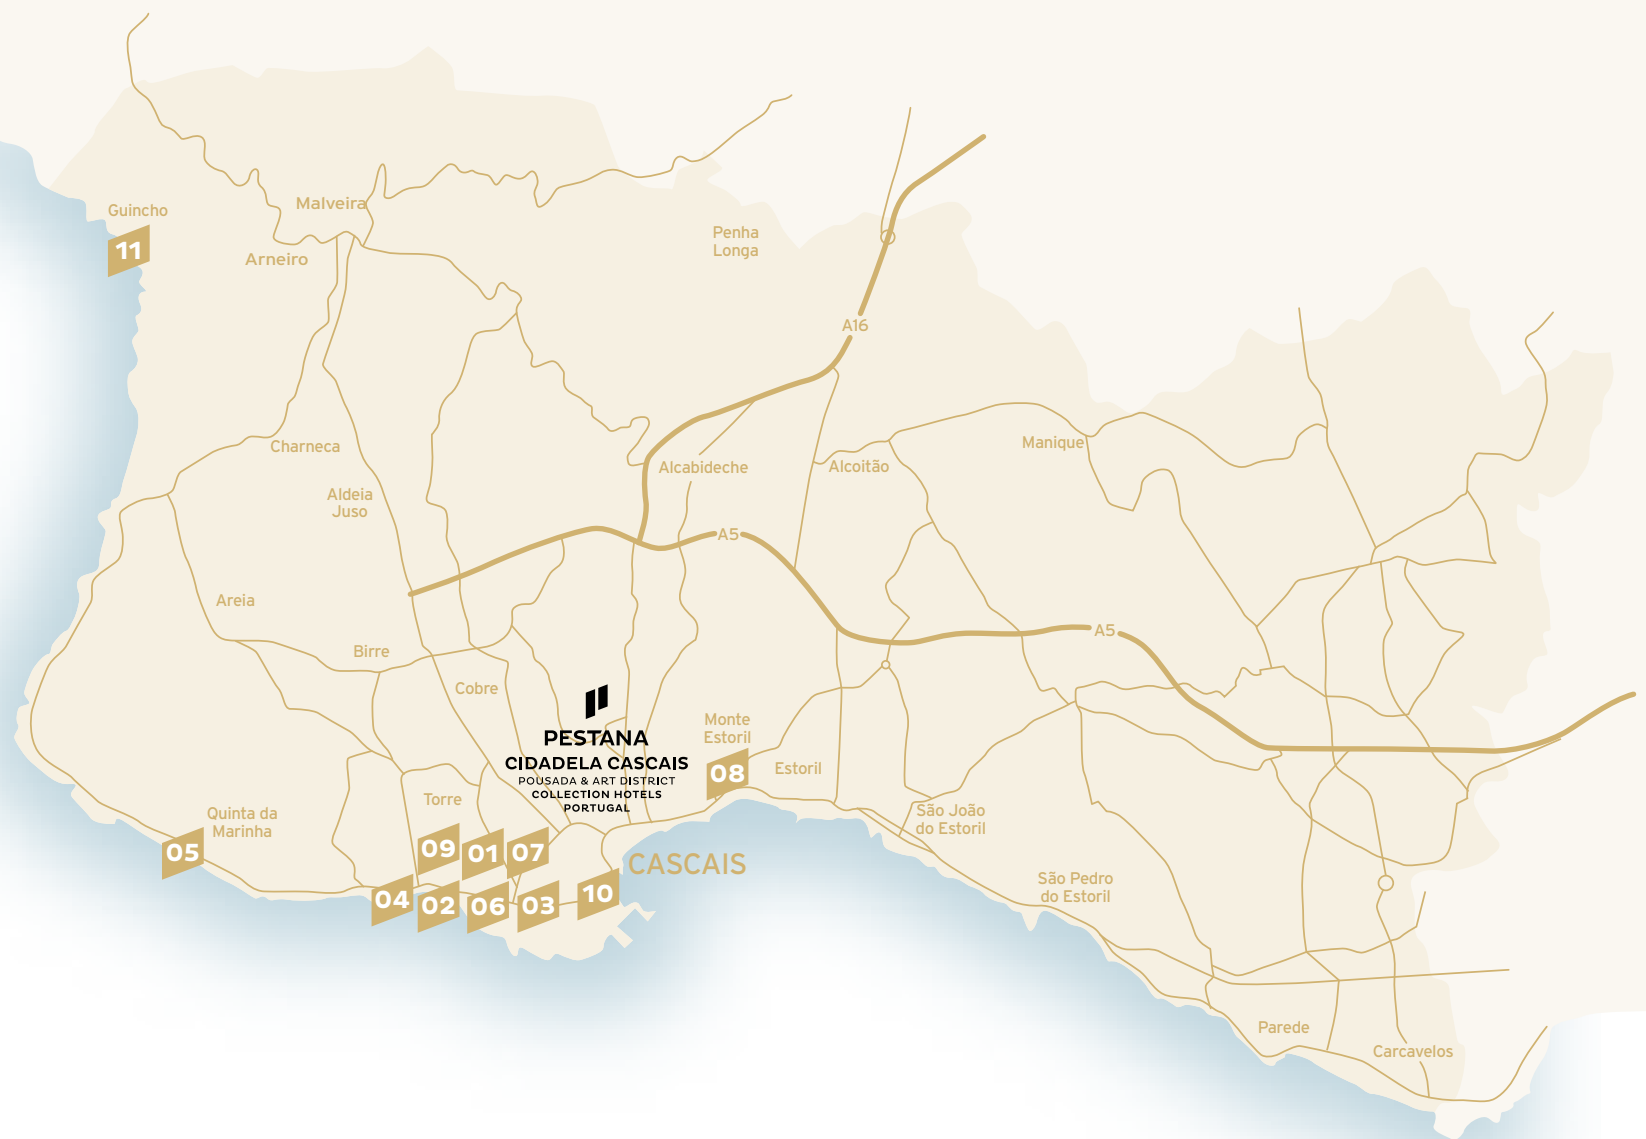 Guincho
11
Malveira
Arneiro
Penha
Longa
A16
Charneca
Aldeia
Juso
Alcabideche
Alcoitão
Manique
A5
Areia
Birre
Cobre
A5
PESTANA
CIDADELA CASCAIS
POUSADA & ART DISTRICT
COLLECTION HOTELS
PORTUGAL
Monte
Estoril
08
Estoril
Torre
Quinta da
Marinha
05
09
01
07
CASCAIS
04
02
06
03
10
São João
do Estoril
São Pedro
do Estoril
Parede
Carcavelos